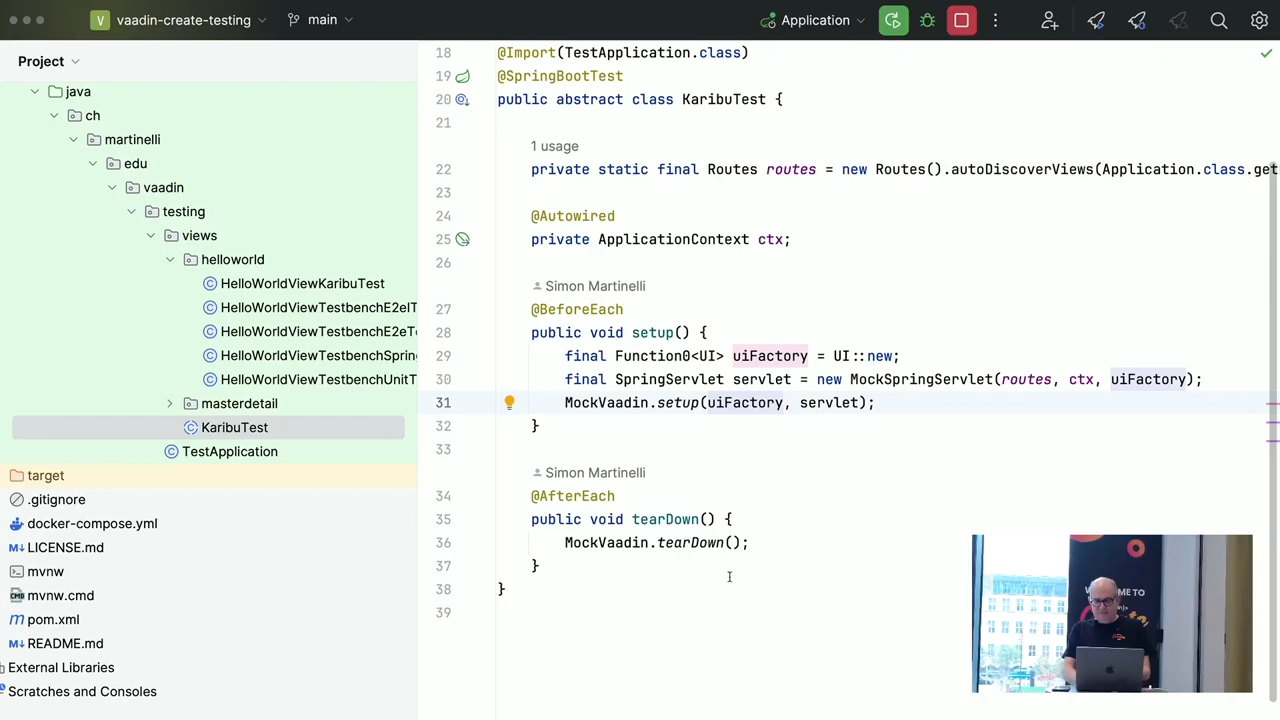 V vaadin-create-testing main Application
Project
java
ch
martinelli
edu
vaadin
testing
views
helloworld
HelloWorldViewKaribuTest
HelloWorldViewTestbenchE2eIT
HelloWorldViewTestbenchE2eTe
HelloWorldViewTestbenchSpring
HelloWorldViewTestbenchUnitT
masterdetail
KaribuTest
TestApplication
target
.gitignore
docker-compose.yml
LICENSE.md
mvnw
mvnw.cmd
pom.xml
README.md
External Libraries
Scratches and Consoles
18 @Import(TestApplication.class)
19 @SpringBootTest
20 public abstract class KaribuTest {
21
1 usage
22 private static final Routes routes = new Routes().autoDiscoverViews(Application.class.get
23
24 @Autowired
25 private ApplicationContext ctx;
26
Simon Martinelli
27 @BeforeEach
28 public void setup() {
29 final Function0<UI> uiFactory = UI::new;
30 final SpringServlet servlet = new MockSpringServlet(routes, ctx, uiFactory);
31 MockVaadin.setup(uiFactory, servlet);
32 }
33
Simon Martinelli
34 @AfterEach
35 public void tearDown() {
36 MockVaadin.tearDown();
37 }
38 }
39